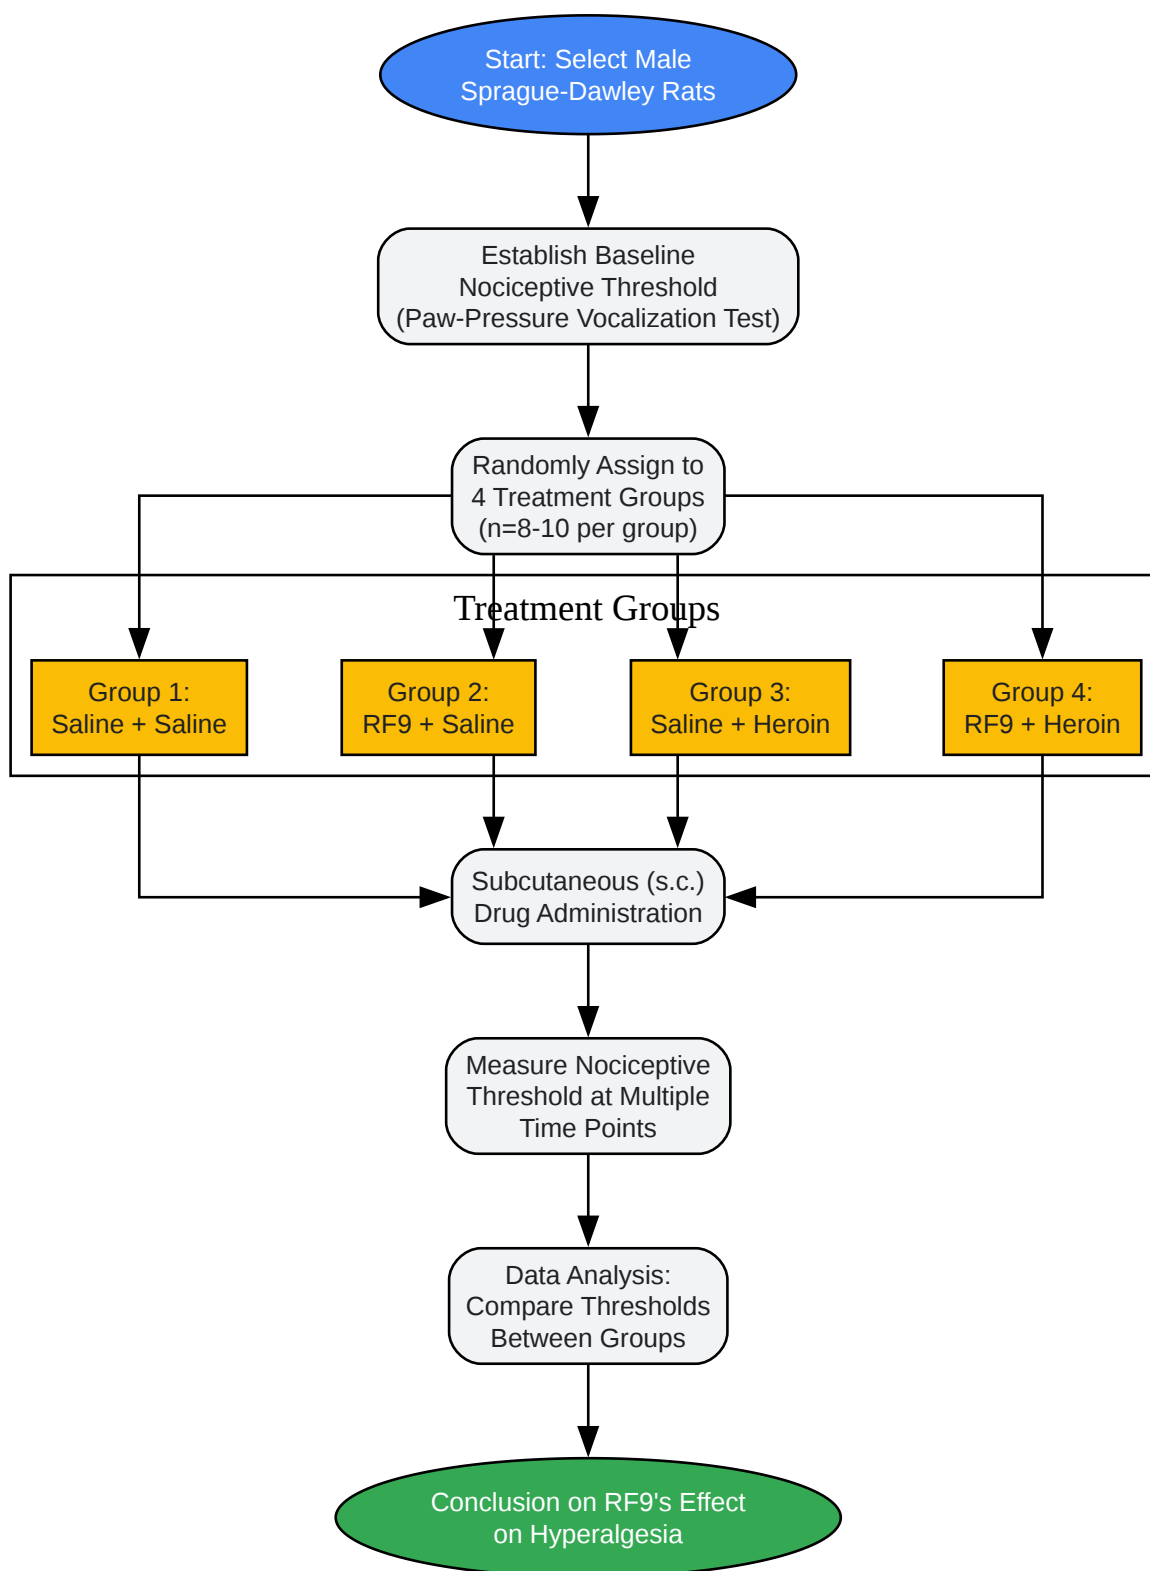 Start: Select Male
Sprague-Dawley Rats
Establish Baseline
Nociceptive Threshold
(Paw-Pressure Vocalization Test)
Randomly Assign to
4 Treatment Groups
(n=8-10 per group)
Treatment Groups
Group 1:
Saline + Saline
Group 2:
RF9 + Saline
Group 3:
Saline + Heroin
Group 4:
RF9 + Heroin
Subcutaneous (s.c.)
Drug Administration
Measure Nociceptive
Threshold at Multiple
Time Points
Data Analysis:
Compare Thresholds
Between Groups
Conclusion on RF9's Effect
on Hyperalgesia